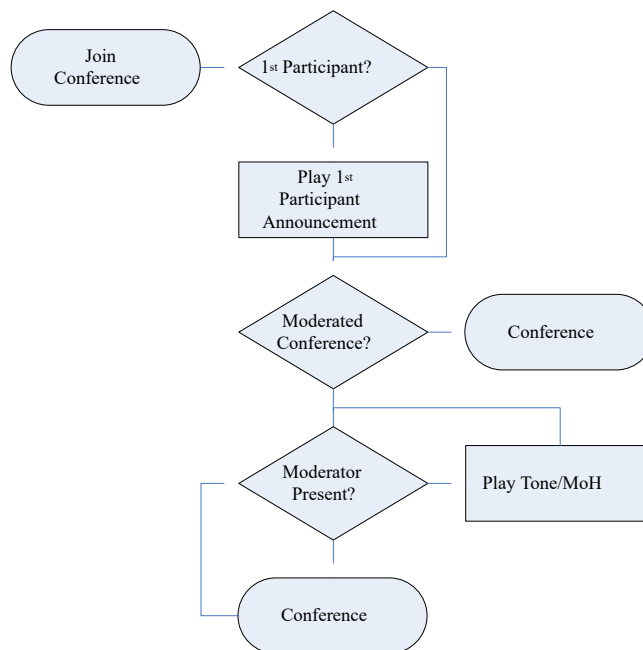 Join
Conference
1st Participant?
Play 1st
Participant
Announcement
Moderated
Conference?
Conference
Moderator
Present?
Play Tone/MoH
Conference